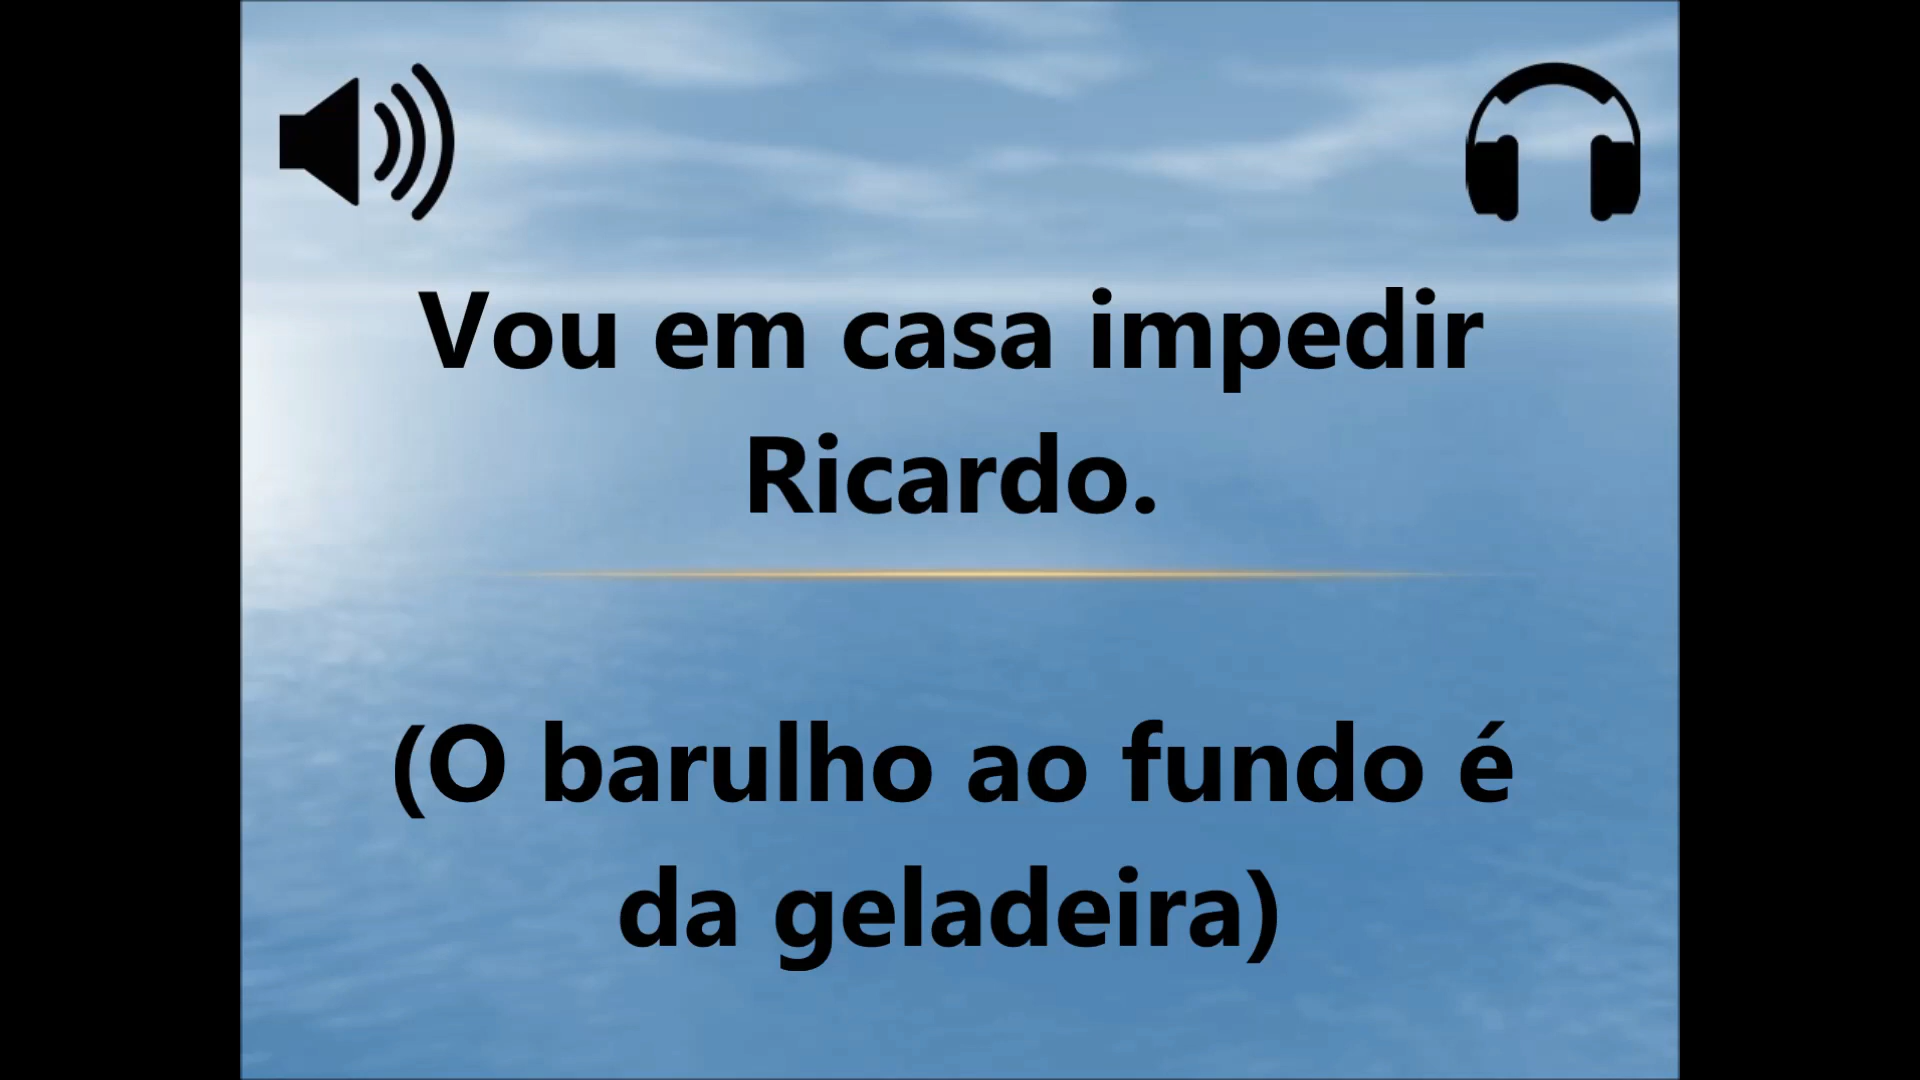 Vou em casa impedir
Ricardo.
(O barulho ao fundo é
da geladeira)